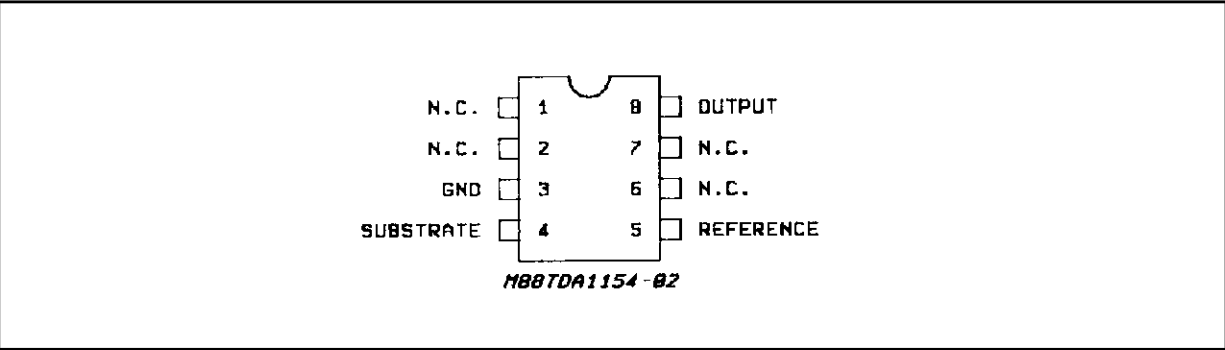 N.C. 1 8 OUTPUT
N.C. 2 7 N.C.
GND 3 6 N.C.
SUBSTRATE 4 5 REFERENCE
M88TDA1154-02